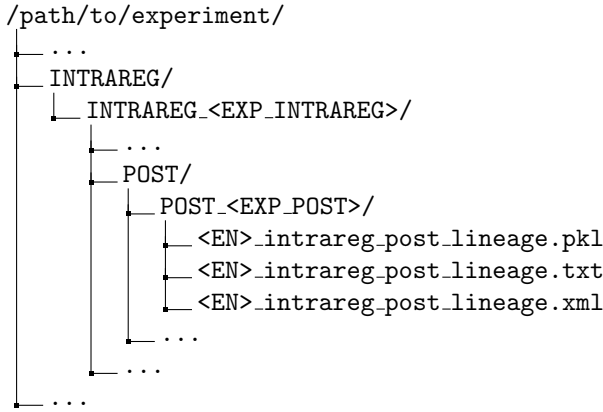 /path/to/experiment/
...
INTRAREG/
INTRAREG_<EXP_INTRAREG>/
...
POST/
POST_<EXP_POST>/
<EN>_intrareg_post_lineage.pkl
<EN>_intrareg_post_lineage.txt
<EN>_intrareg_post_lineage.xml
...
...
...